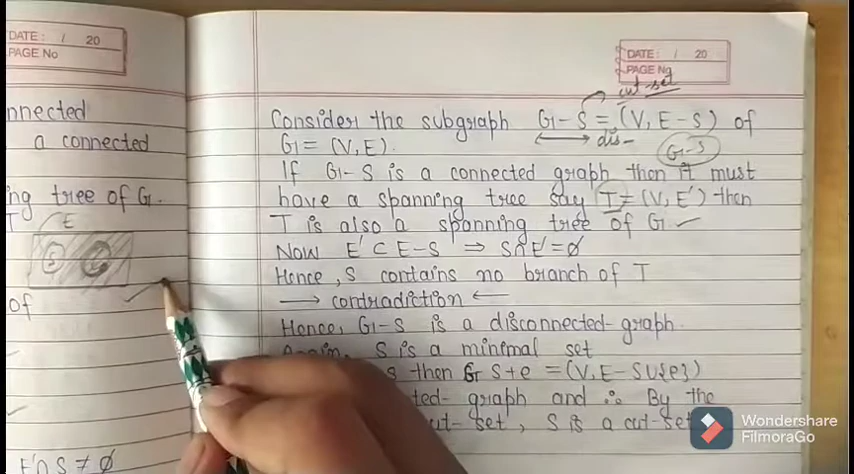 DATE: / 20
PAGE No
nnected
a connected
ng tree of G.
T E
S
of
E'∩S ≠ ∅
DATE: / 20
PAGE No
cut-set
Consider the subgraph G-S = (V, E-S) of
dis-
G = (V, E).
G-S
If G-S is a connected graph then it must
have a spanning tree say T = (V, E') then
T is also a spanning tree of G ✓
Now E' ⊂ E-S ⇒ S∩E' = ∅
Hence, S contains no branch of T
→ contradiction ←
Hence, G-S is a disconnected graph.
Again, S is a minimal set
s then G S+e = (V, E-SU{e})
ted- graph and ∴ By the
cut-set, S is a cut-set
Wondershare
FilmoraGo